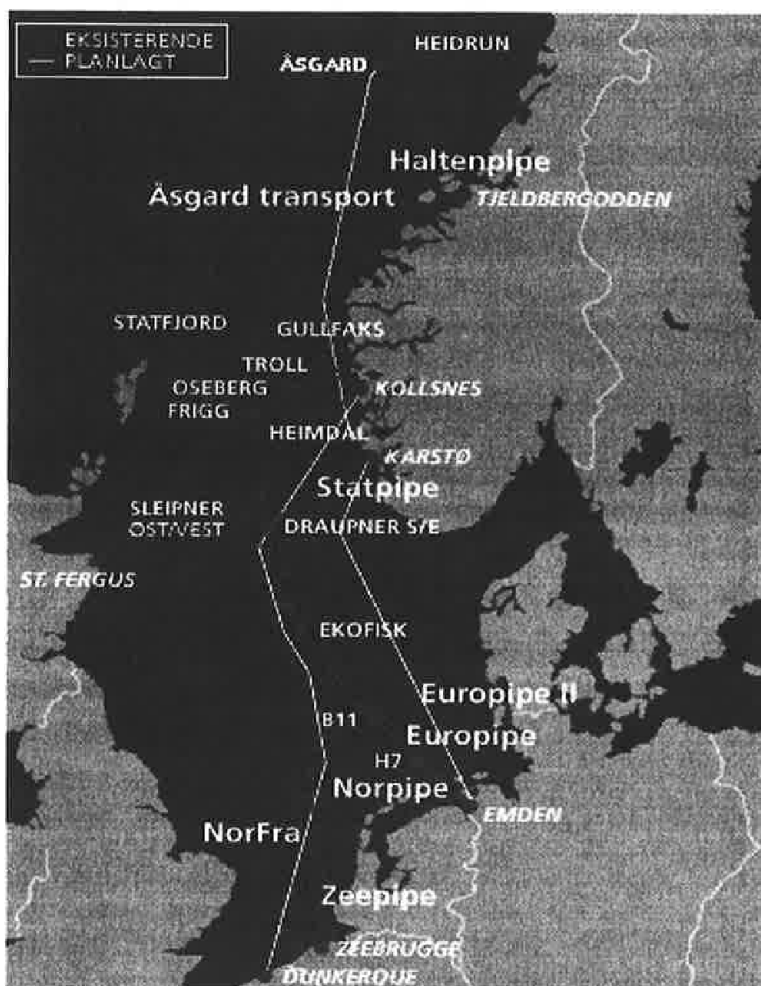 EKSISTERENDE
PLANLAGT
HEIDRUN
ÅSGARD
Haltenpipe
Åsgard transport
TJELDBERGODDEN
STATFJORD
GULLFAKS
TROLL
OSEBERG
KOLLSNES
FRIGG
HEIMDAL
KARSTØ
Statpipe
SLEIPNER
ØST/VEST
DRAUPNER S/E
ST. FERGUS
EKOFISK
Europipe II
B11
Europipe
H7
Norpipe
EMDEN
NorFra
Zeepipe
ZEEBRUGGE
DUNKERQUE